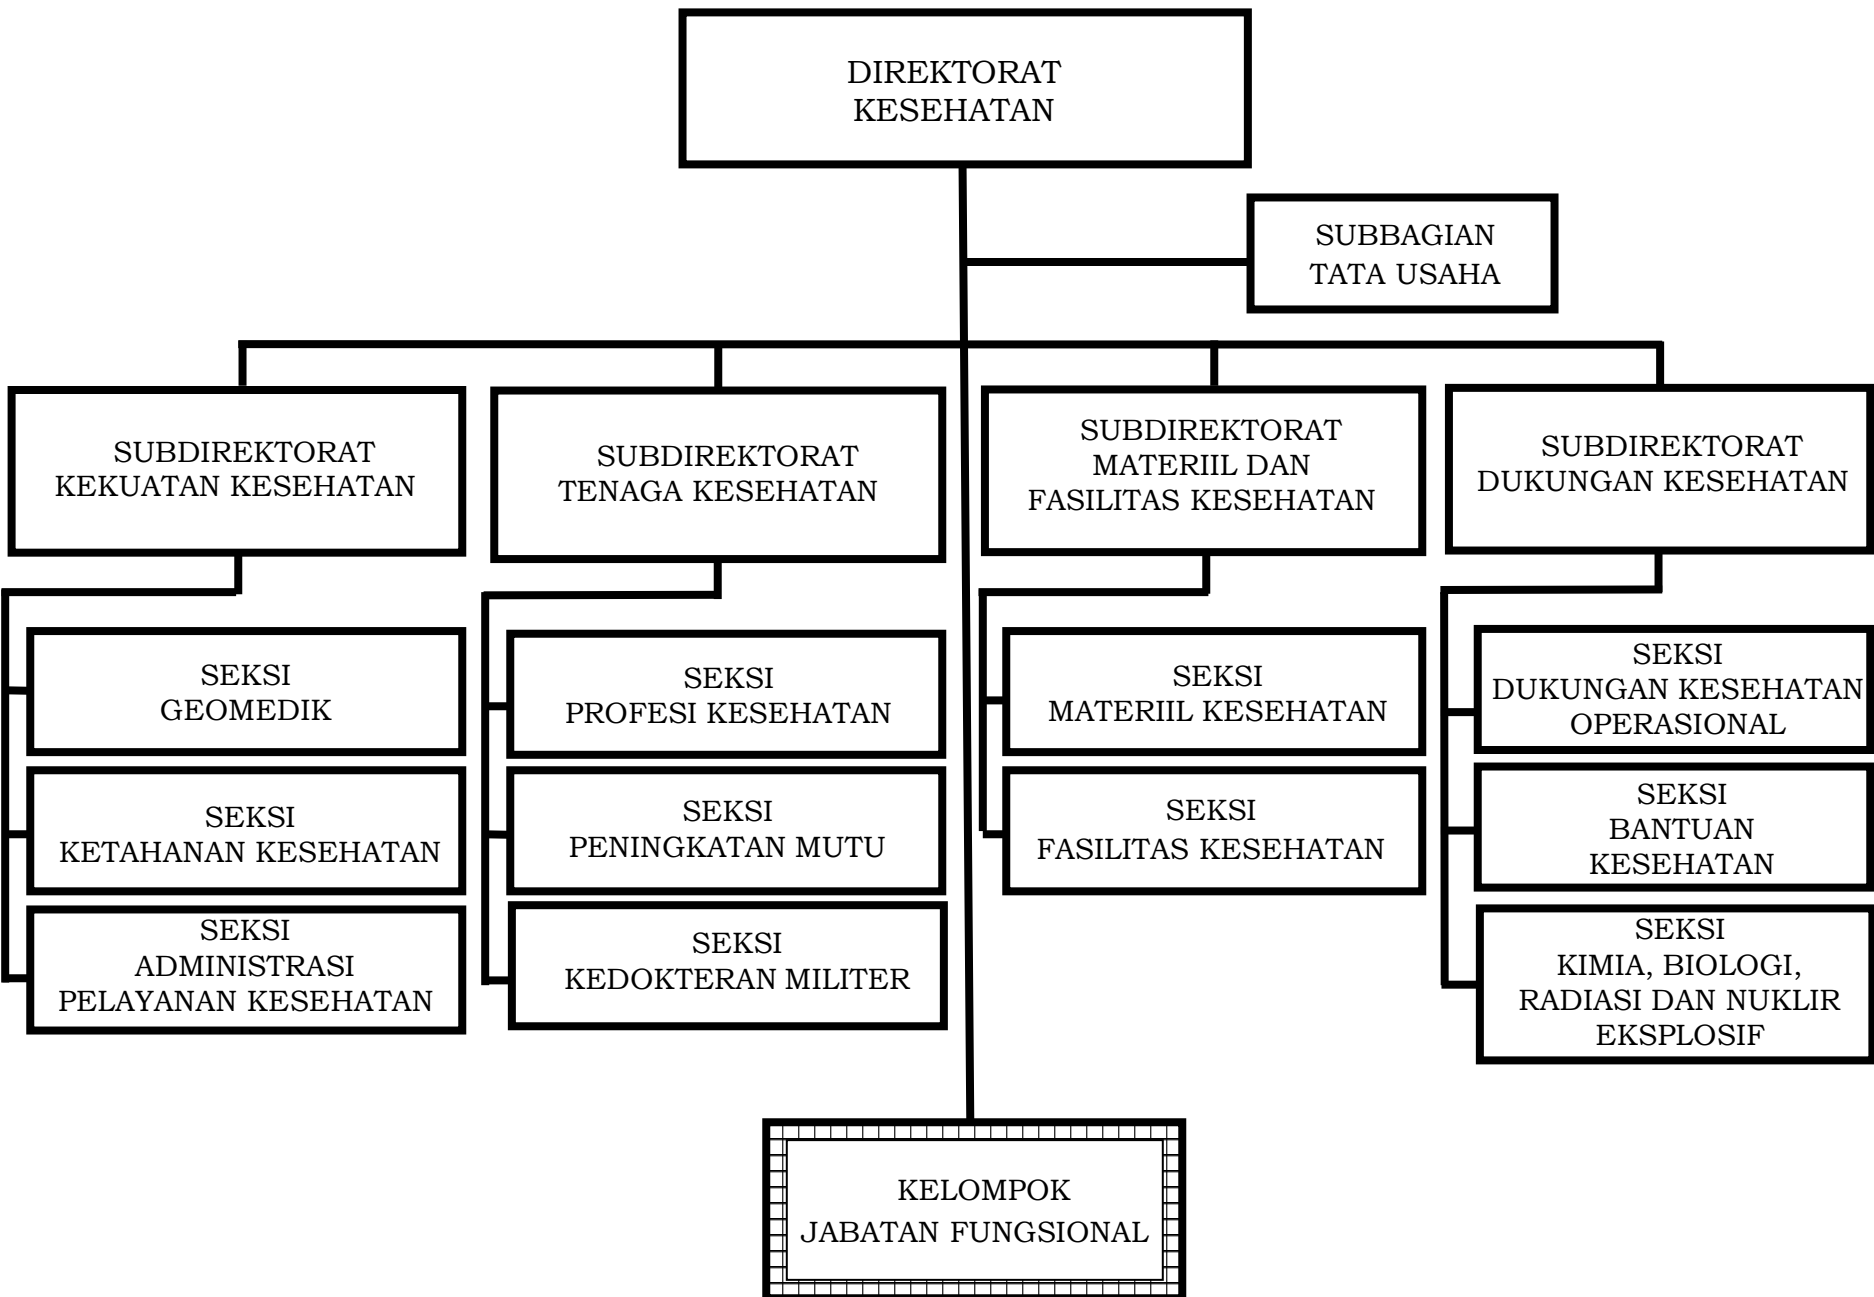 DIREKTORAT
KESEHATAN
SUBBAGIAN
TATA USAHA
SUBDIREKTORAT
KEKUATAN KESEHATAN
SUBDIREKTORAT
TENAGA KESEHATAN
SUBDIREKTORAT
MATERIIL DAN
FASILITAS KESEHATAN
SUBDIREKTORAT
DUKUNGAN KESEHATAN
SEKSI
GEOMEDIK
SEKSI
KETAHANAN KESEHATAN
SEKSI
ADMINISTRASI
PELAYANAN KESEHATAN
SEKSI
PROFESI KESEHATAN
SEKSI
PENINGKATAN MUTU
SEKSI
KEDOKTERAN MILITER
SEKSI
MATERIIL KESEHATAN
SEKSI
FASILITAS KESEHATAN
SEKSI
DUKUNGAN KESEHATAN
OPERASIONAL
SEKSI
BANTUAN
KESEHATAN
SEKSI
KIMIA, BIOLOGI,
RADIASI DAN NUKLIR
EKSPLOSIF
KELOMPOK
JABATAN FUNGSIONAL